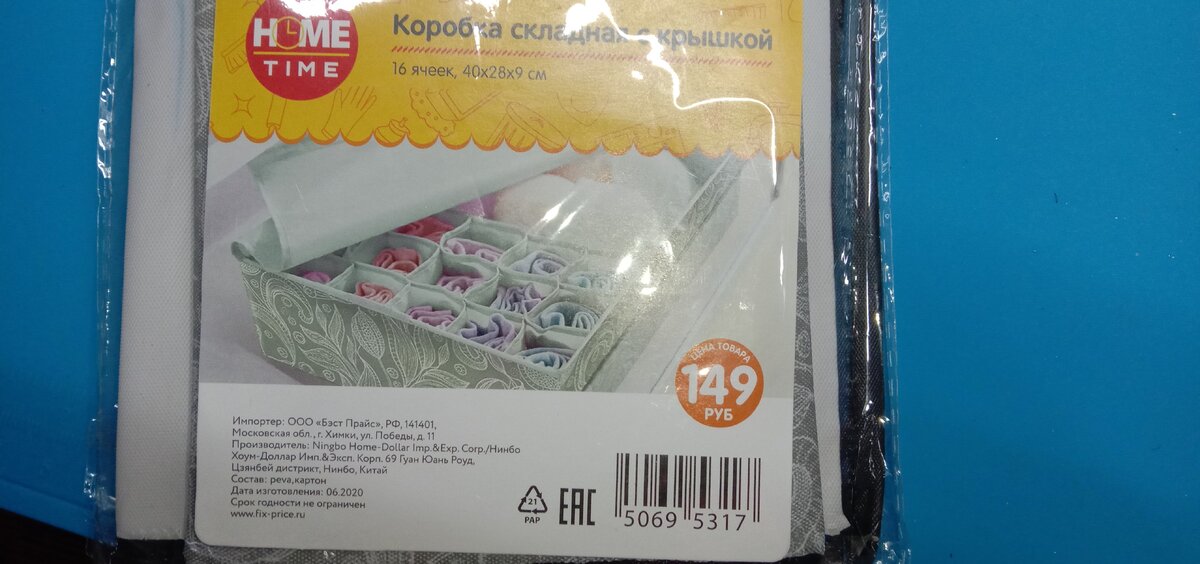 HOME
TIME
Коробка складная с крышкой
16 ячеек, 40х28х9 см
ЦЕНА ТОВАРА
149
РУБ
Импортер: ООО «Бэст Прайс», РФ, 141401,
Московская обл., г. Химки, ул. Победы, д. 11
Производитель: Ningbo Home-Dollar Imp.&Exp. Corp./Нинбо
Хоум-Доллар Имп.&Эксп. Корп. 69 Гуан Юань Роуд,
Цзянбей дистрикт, Нинбо, Китай
Состав: peva,картон
Дата изготовления: 06.2020
Срок годности не ограничен
www.fix-price.ru
21
PAP
EAC
5069 5317